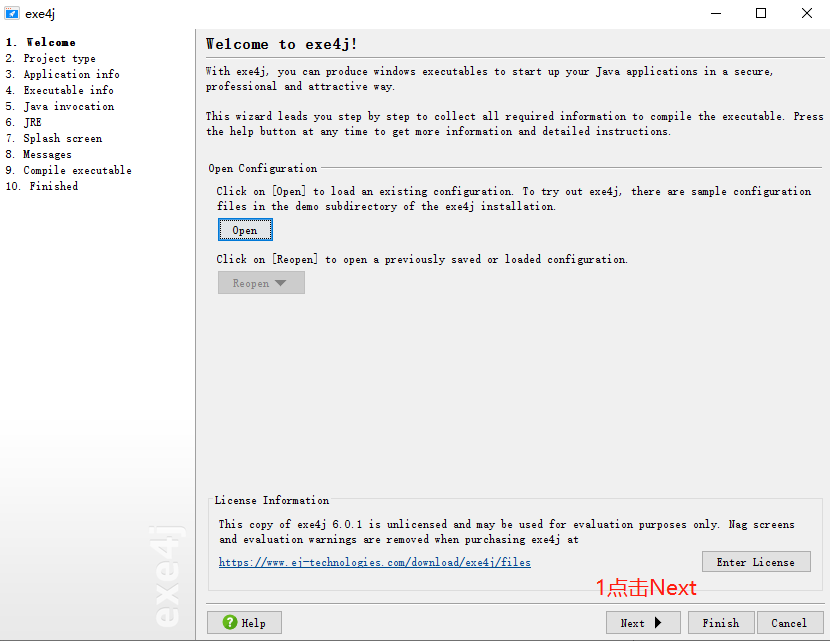 exe4j
1. Welcome
2. Project type
3. Application info
4. Executable info
5. Java invocation
6. JRE
7. Splash screen
8. Messages
9. Compile executable
10. Finished
exe4j
Welcome to exe4j!
With exe4j, you can produce windows executables to start up your Java applications in a secure,
professional and attractive way.
This wizard leads you step by step to collect all required information to compile the executable. Press
the help button at any time to get more information and detailed instructions.
Open Configuration
Click on [Open] to load an existing configuration. To try out exe4j, there are sample configuration
files in the demo subdirectory of the exe4j installation.
Open
Click on [Reopen] to open a previously saved or loaded configuration.
Reopen
License Information
This copy of exe4j 6.0.1 is unlicensed and may be used for evaluation purposes only. Nag screens
and evaluation warnings are removed when purchasing exe4j at
https://www.ej-technologies.com/download/exe4j/files
Enter License
1点击Next
? Help
Next
Finish
Cancel